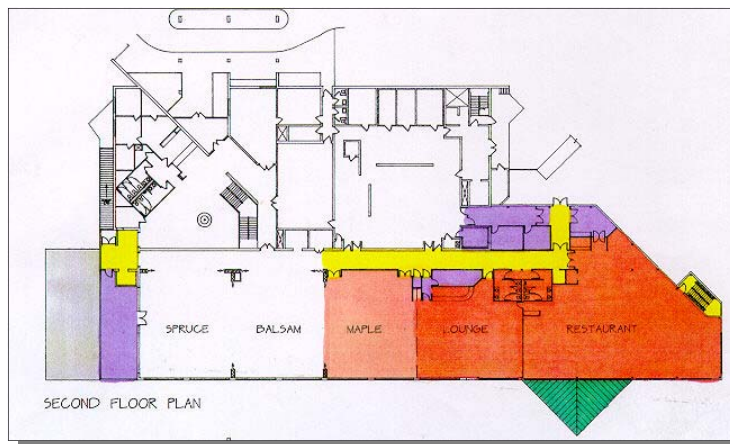 SPRUCE
BALSAM
MAPLE
LOUNGE
RESTAURANT
SECOND FLOOR PLAN